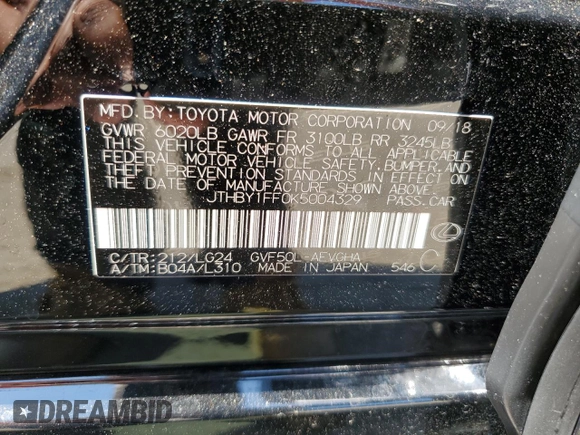 MFD. BY: TOYOTA MOTOR CORPORATION 09/18
GVWR 6020LB GAWR FR 3100LB RR 3245LB
THIS VEHICLE CONFORMS TO ALL APPLICABLE
FEDERAL MOTOR VEHICLE SAFETY, BUMPER, AND
THEFT PREVENTION STANDARDS IN EFFECT ON
THE DATE OF MANUFACTURE SHOWN ABOVE.
JTHBY1FF0K5004329 PASS. CAR
C/TR: 212/LG24 GVF50L-AEVGHA
A/TM: B04A/L310 MADE IN JAPAN 546 C
DREAMBID